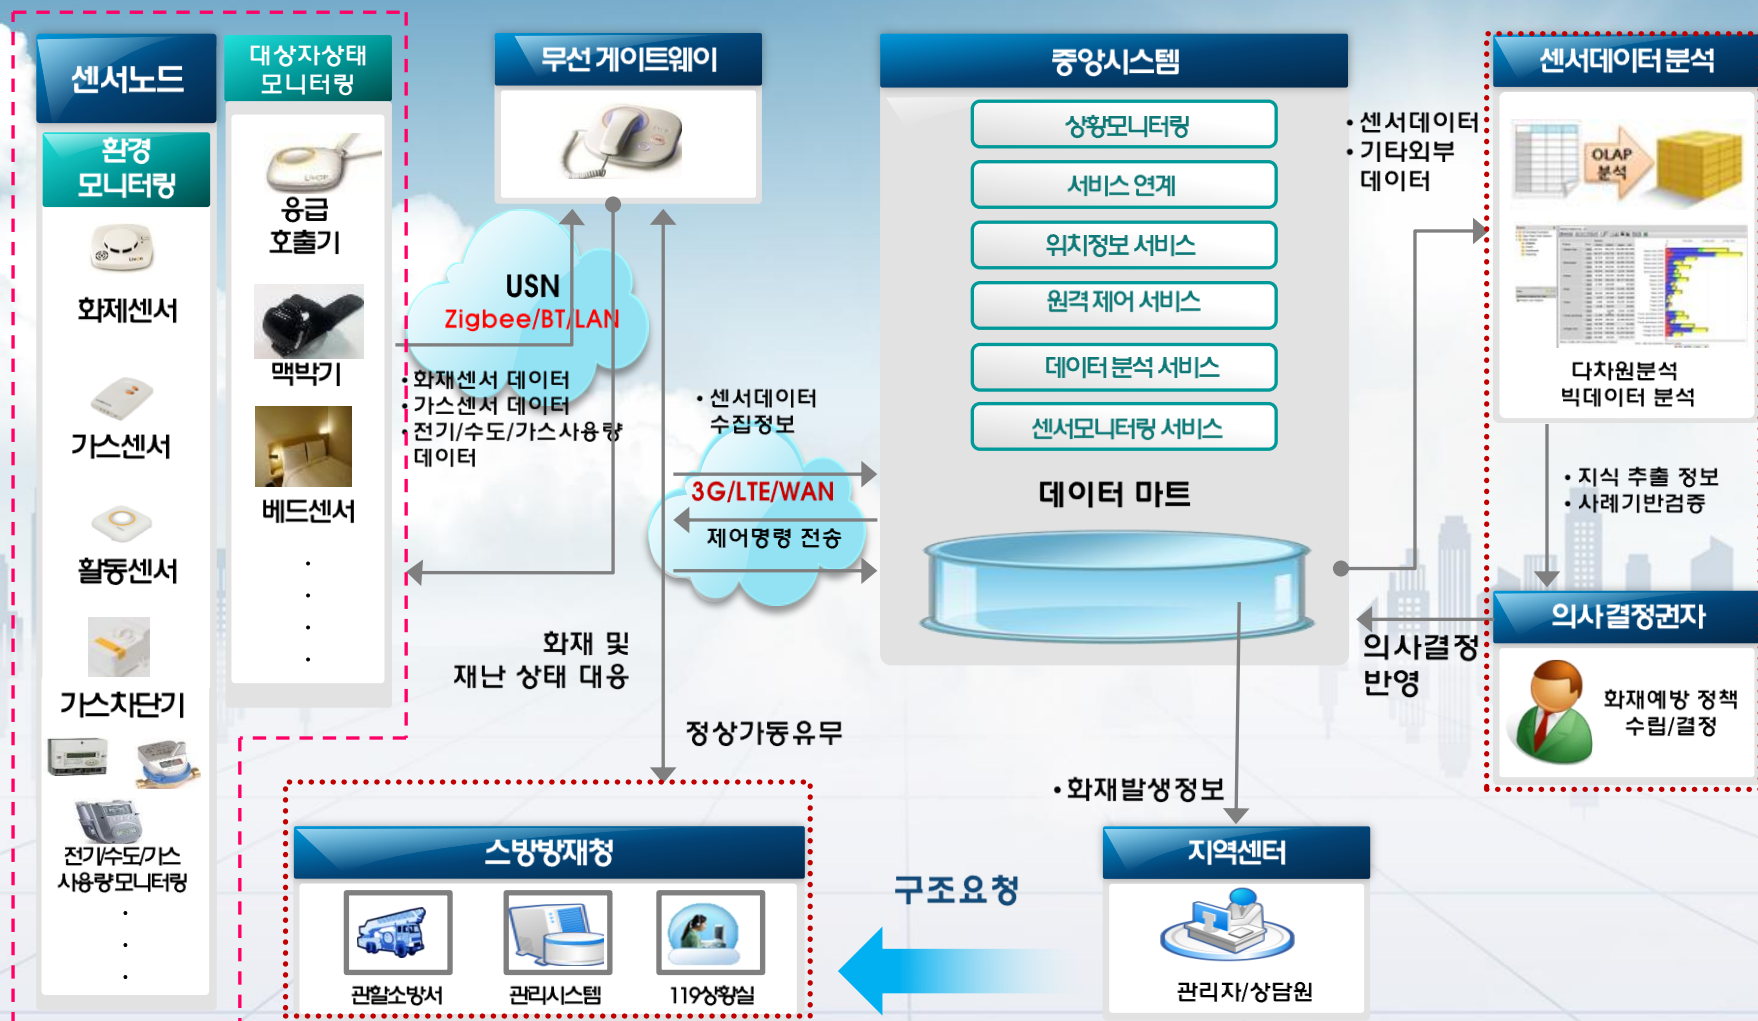 센서노드
환경
모니터링
화제센서
가스센서
활동센서
가스차단기
전기/수도/가스
사용량모니터링
대상자상태
모니터링
응급
호출기
맥박기
베드센서
무선 게이트웨이
USN
Zigbee/BT/LAN
• 화재센서 데이터
• 가스센서 데이터
• 전기/수도/가스사용량
데이터
• 센서데이터
수집정보
3G/LTE/WAN
제어명령 전송
화재 및
재난 상태 대응
정상가동유무
중앙시스템
상황모니터링
서비스 연계
위치정보 서비스
원격 제어 서비스
데이터 분석 서비스
센서모니터링 서비스
데이터 마트
• 센서데이터
• 기타외부
데이터
센서데이터 분석
OLAP
분석
다차원분석
빅데이터 분석
• 지식 추출 정보
• 사례기반검증
의사결정권자
화재예방 정책
수립/결정
의사결정
반영
• 화재발생정보
지역센터
관리자/상담원
구조요청
스방방재청
관할소방서
관리시스템
119상황실